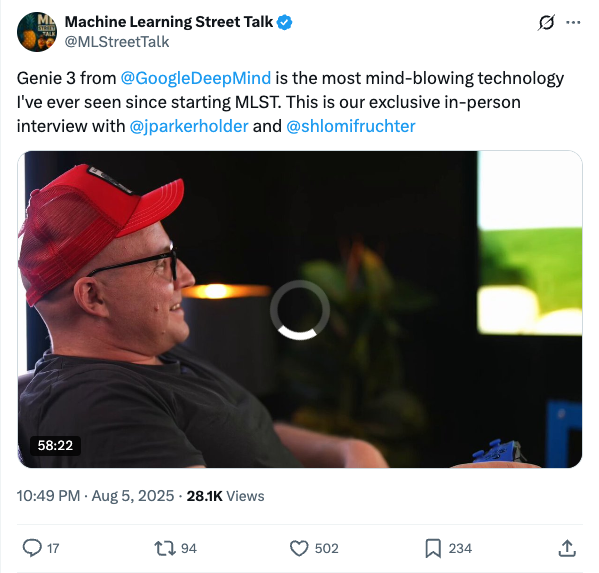 Machine Learning Street Talk
@MLStreetTalk
Genie 3 from @GoogleDeepMind is the most mind-blowing technology
I've ever seen since starting MLST. This is our exclusive in-person
interview with @jparkerholder and @shlomifruchter
58:22
10:49 PM · Aug 5, 2025 · 28.1K Views
17 94 502 234